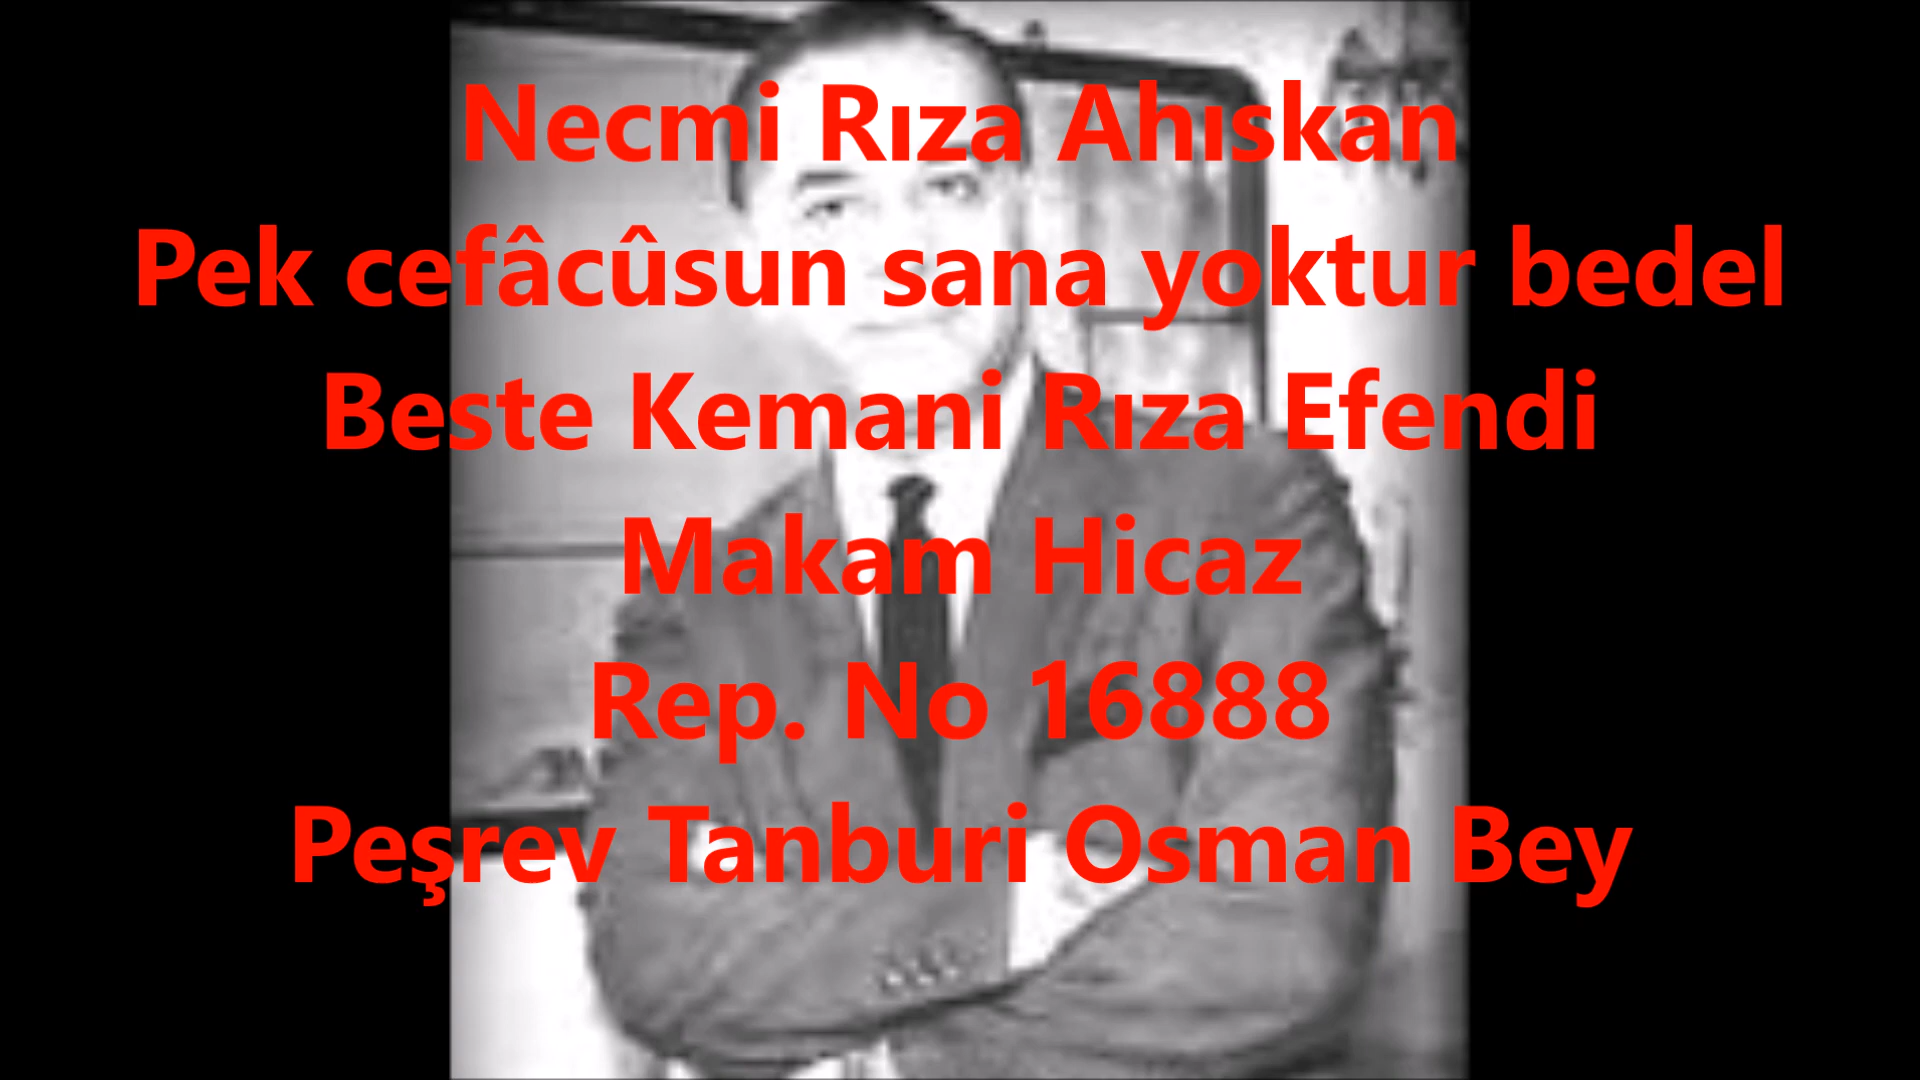 Necmi Rıza Ahıskan
Pek cefâcûsun sana yoktur bedel
Beste Kemani Rıza Efendi
Makam Hicaz
Rep. No 16888
Peşrev Tanburi Osman Bey